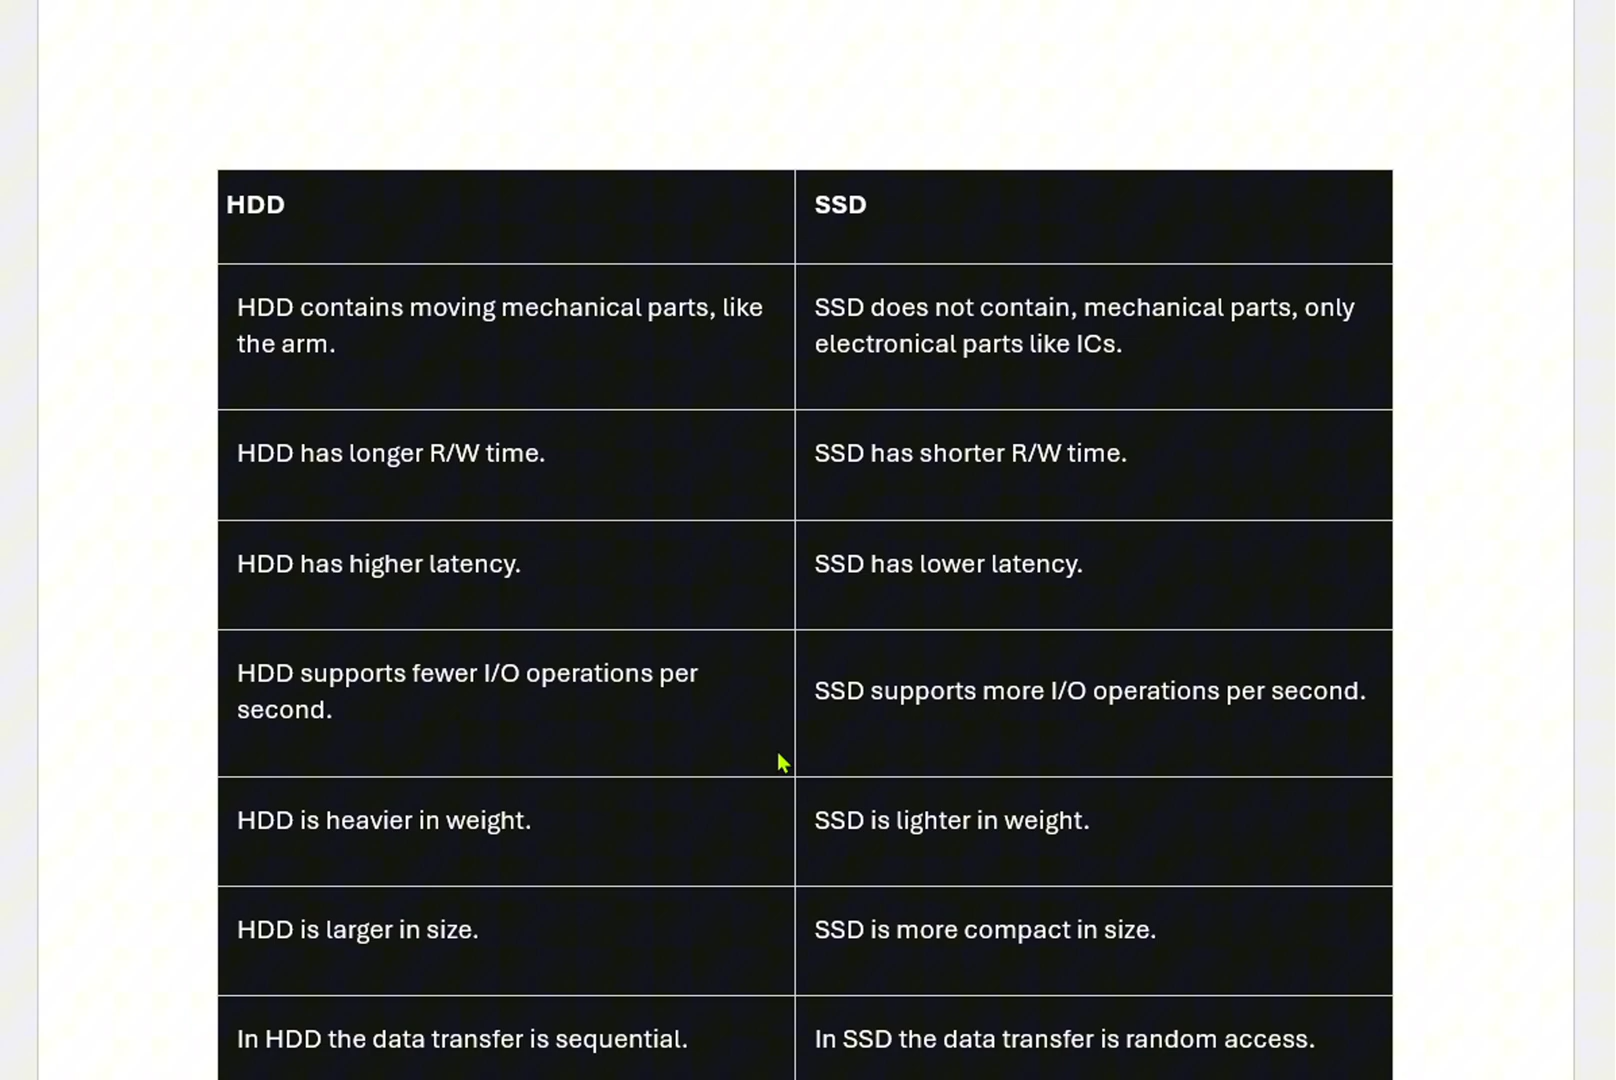 HDD
SSD
HDD contains moving mechanical parts, like
the arm.
SSD does not contain, mechanical parts, only
electronical parts like ICs.
HDD has longer R/W time.
SSD has shorter R/W time.
HDD has higher latency.
SSD has lower latency.
HDD supports fewer I/O operations per
second.
SSD supports more I/O operations per second.
HDD is heavier in weight.
SSD is lighter in weight.
HDD is larger in size.
SSD is more compact in size.
In HDD the data transfer is sequential.
In SSD the data transfer is random access.